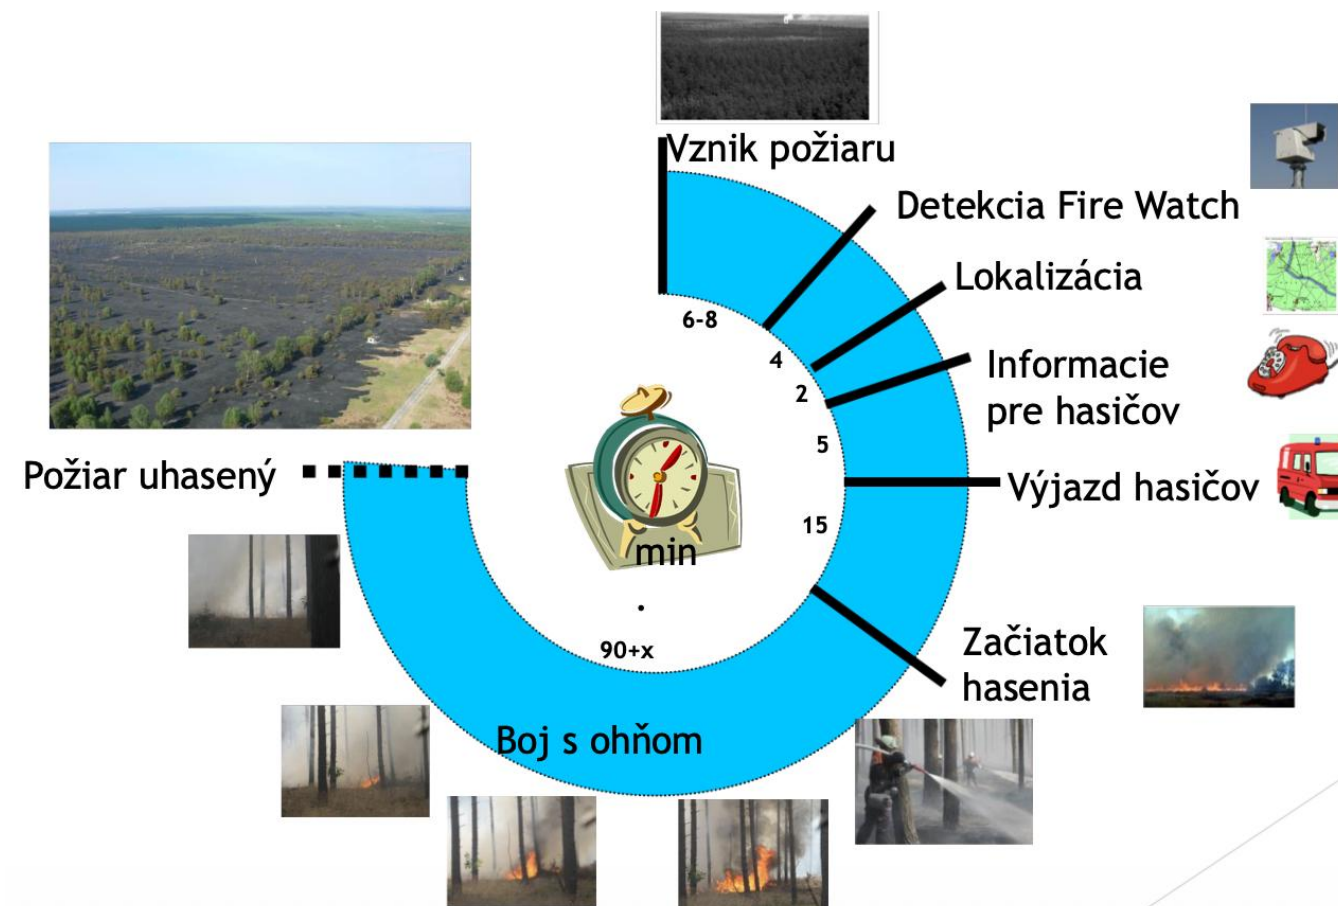 Vznik požiaru
Detekcia Fire Watch
Lokalizácia
Informacie
pre hasičov
Výjazd hasičov
Začiatok
hasenia
Boj s ohňom
Požiar uhasený
6-8
4
2
5
15
90+x
min
.